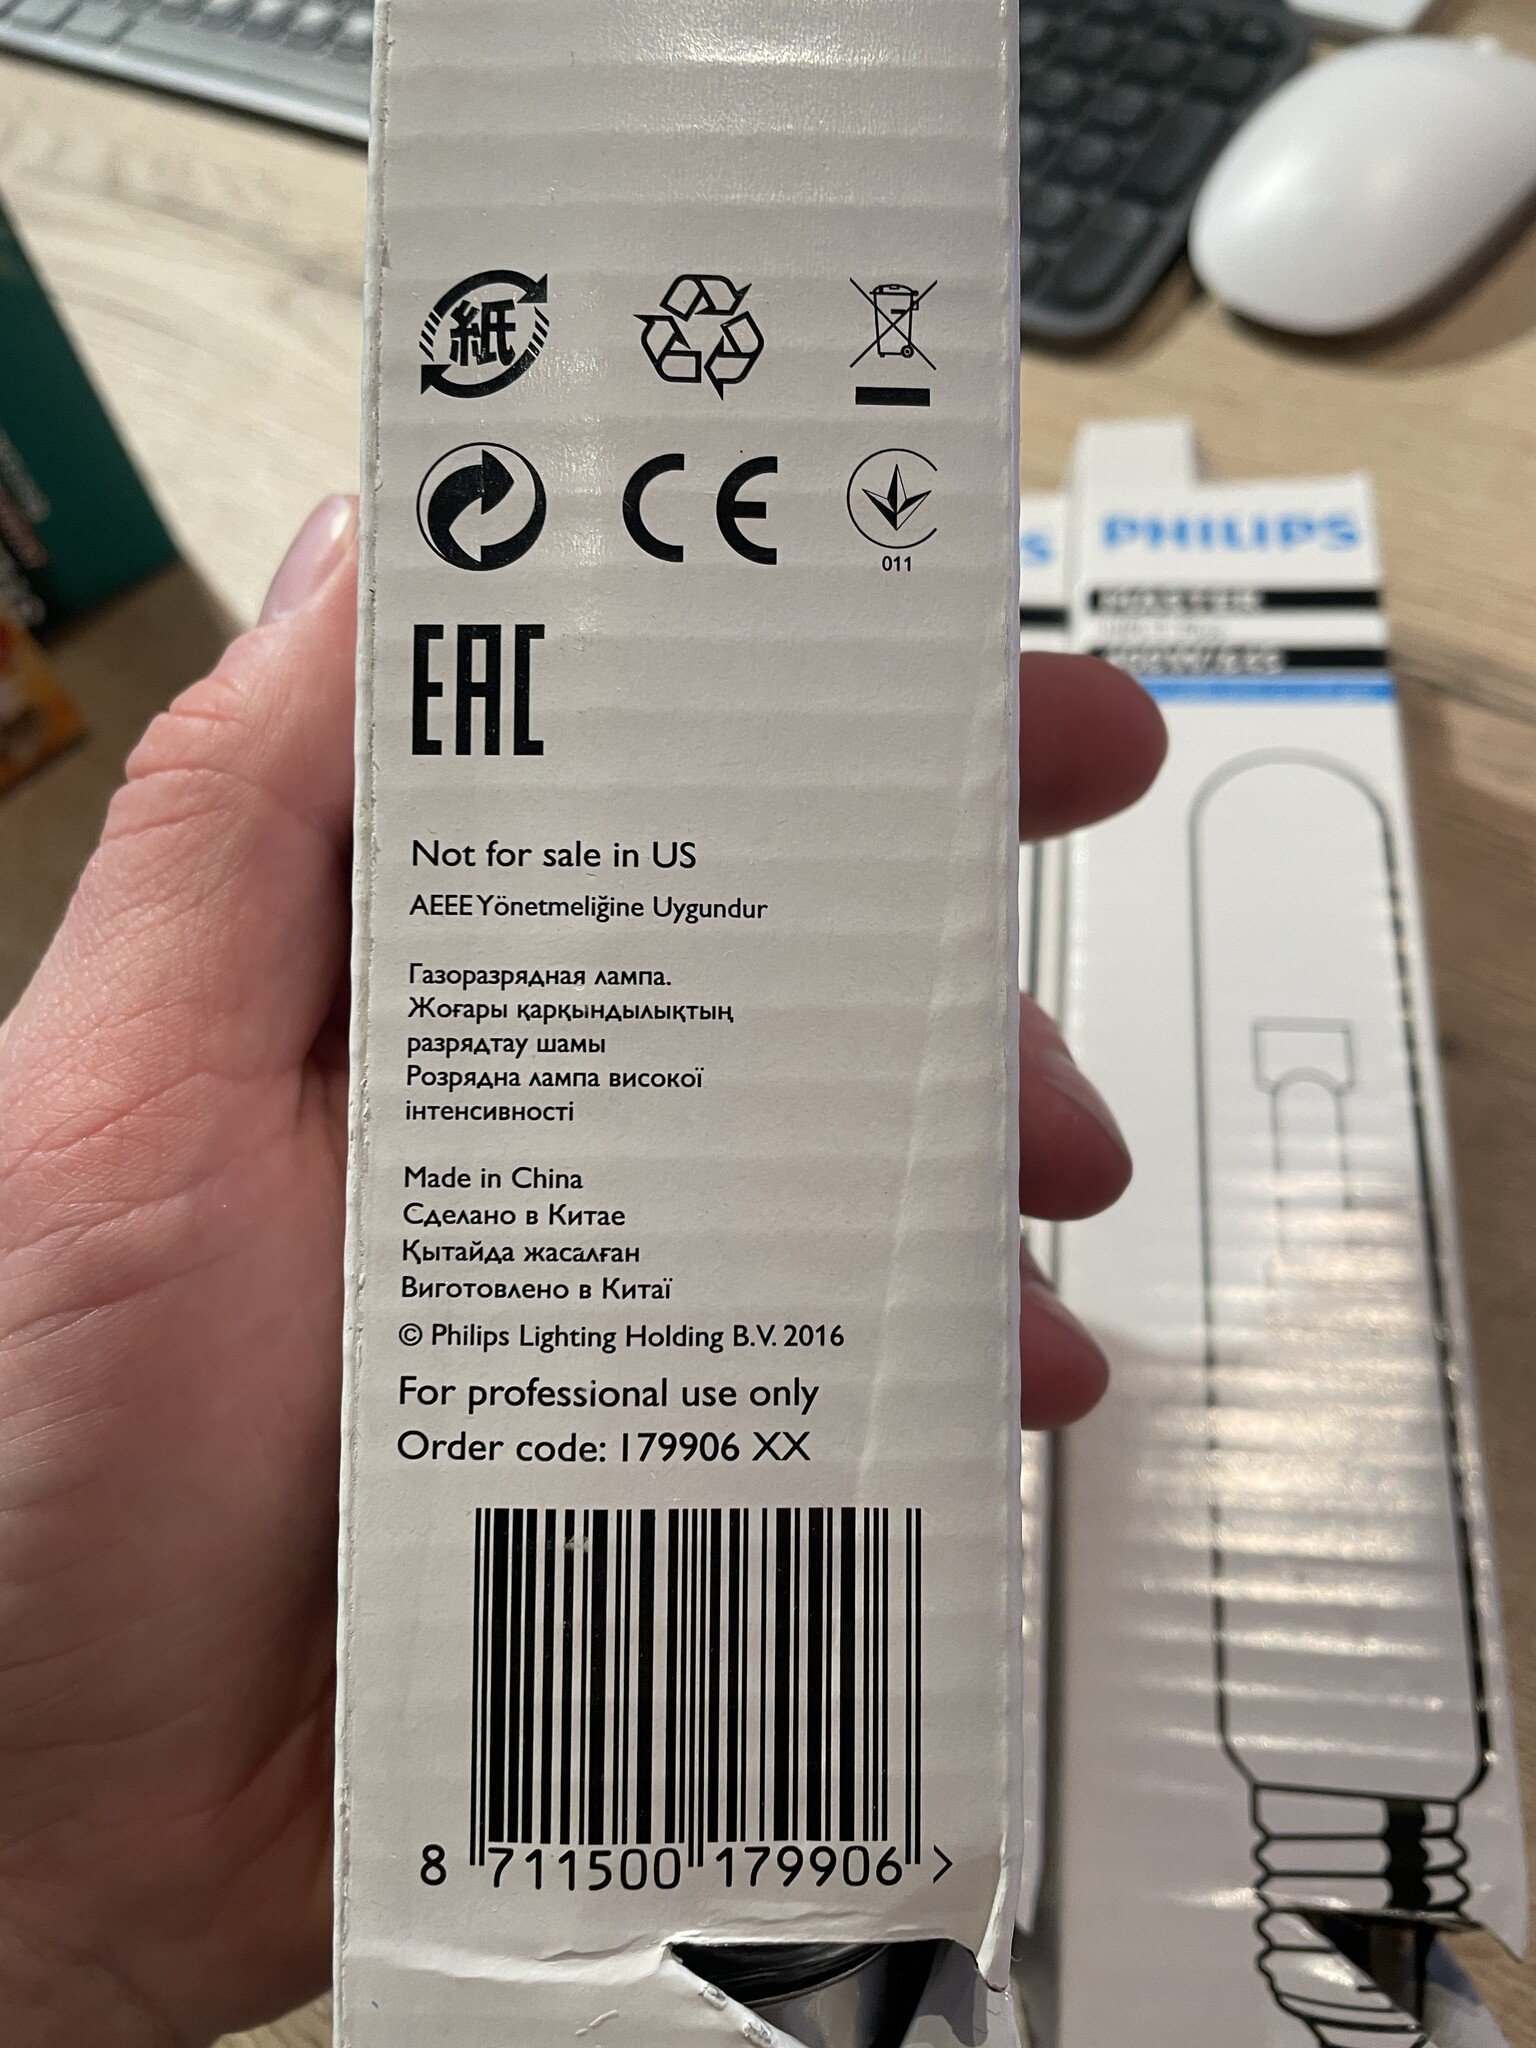 紙
CE
011
EAC
Not for sale in US
AEEE Yönetmeliğine Uygundur
Газоразрядная лампа.
Жоғары қарқындылықтың
разрядтау шамы
Розрядна лампа високої
інтенсивності
Made in China
Сделано в Китае
Қытайда жасалған
Виготовлено в Китаї
© Philips Lighting Holding B.V. 2016
For professional use only
Order code: 179906 XX
8 711500 179906 >
S
PHILIPS
MASTER